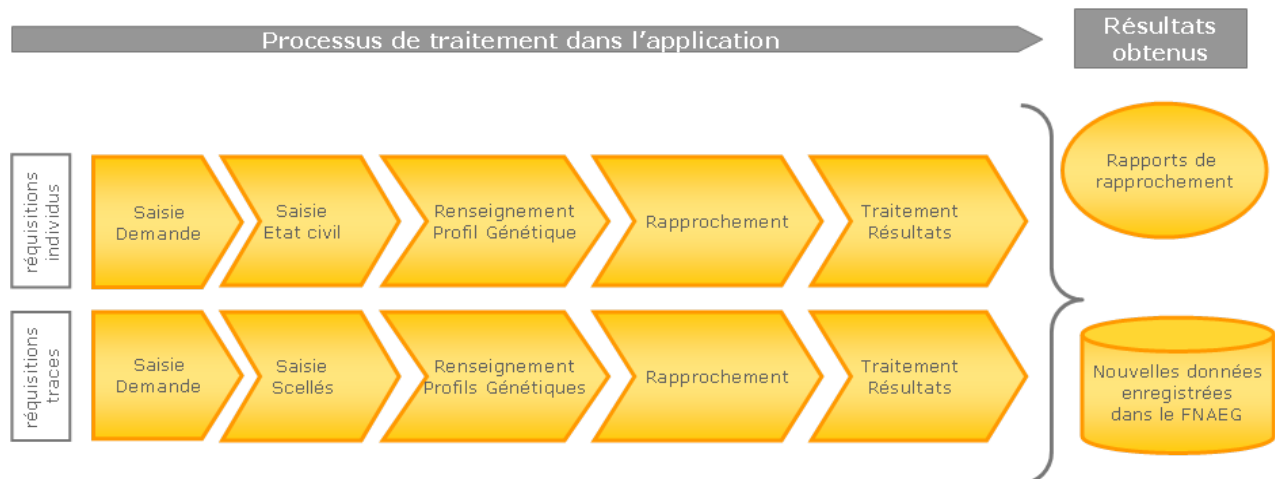 Processus de traitement dans l'application
Résultats
obtenus
réquisitions
individus
Saisie
Demande
Saisie
Etat civil
Renseignement
Profil Génétique
Rapprochement
Traitement
Résultats
Rapports de
rapprochement
réquisitions
traces
Saisie
Demande
Saisie
Scellés
Renseignement
Profils Génétiques
Rapprochement
Traitement
Résultats
Nouvelles données
enregistrées
dans le FNAEG